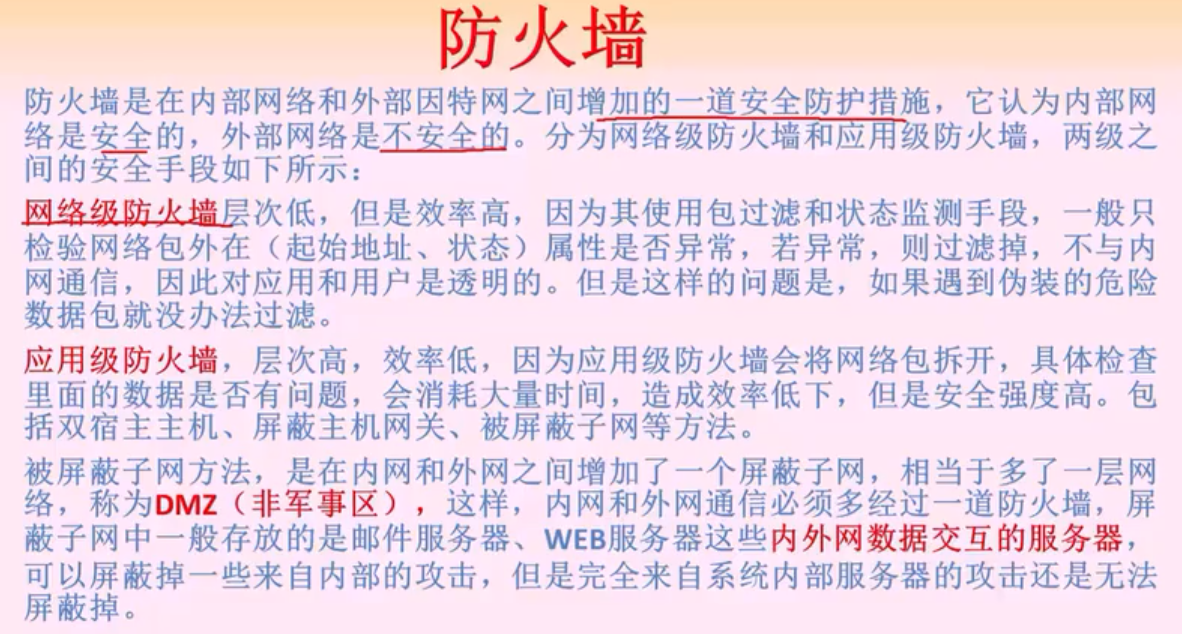 防火墙
防火墙是在内部网络和外部因特网之间增加的一道安全防护措施，它认为内部网
络是安全的，外部网络是不安全的。分为网络级防火墙和应用级防火墙，两级之
间的安全手段如下所示：
网络级防火墙层次低，但是效率高，因为其使用包过滤和状态监测手段，一般只
检验网络包外在（起始地址、状态）属性是否异常，若异常，则过滤掉，不与内
网通信，因此对应用和用户是透明的。但是这样的问题是，如果遇到伪装的危险
数据包就没办法过滤。
应用级防火墙，层次高，效率低，因为应用级防火墙会将网络包拆开，具体检查
里面的数据是否有问题，会消耗大量时间，造成效率低下，但是安全强度高。包
括双宿主主机、屏蔽主机网关、被屏蔽子网等方法。
被屏蔽子网方法，是在内网和外网之间增加了一个屏蔽子网，相当于多了一层网
络，称为DMZ（非军事区），这样，内网和外网通信必须多经过一道防火墙，屏
蔽子网中一般存放的是邮件服务器、WEB服务器这些内外网数据交互的服务器，
可以屏蔽掉一些来自内部的攻击，但是完全来自系统内部服务器的攻击还是无法
屏蔽掉。